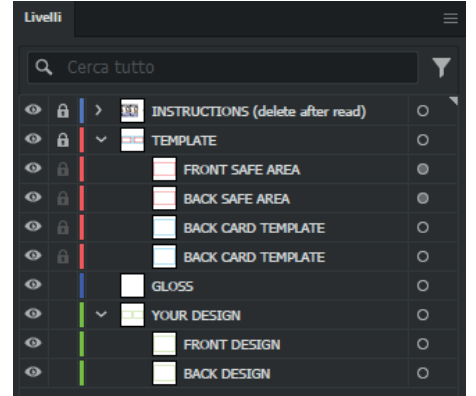 Livelli
Cerca tutto
INSTRUCTIONS (delete after read)
TEMPLATE
FRONT SAFE AREA
BACK SAFE AREA
BACK CARD TEMPLATE
BACK CARD TEMPLATE
GLOSS
YOUR DESIGN
FRONT DESIGN
BACK DESIGN